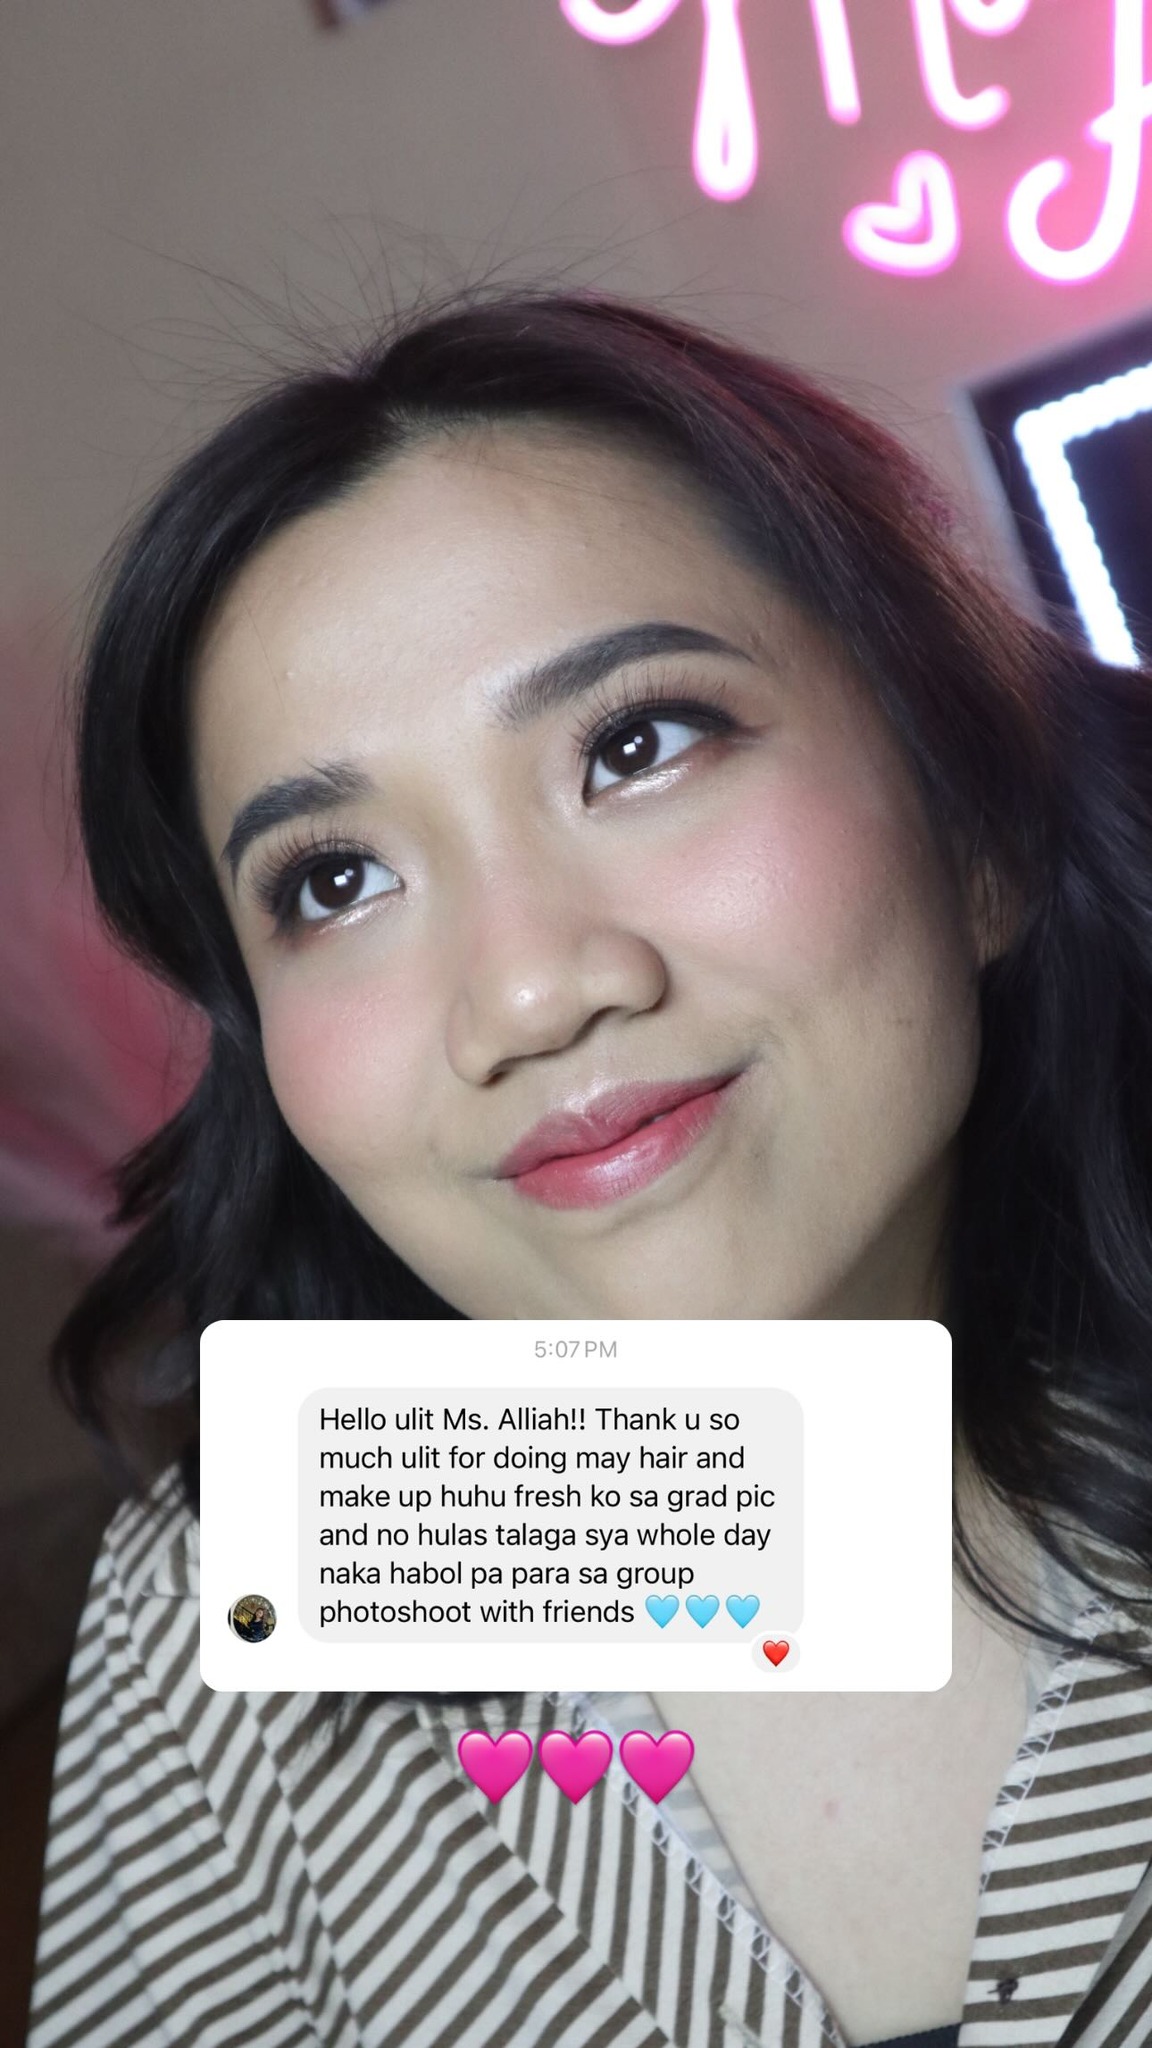 5:07 PM
Hello ulit Ms. Alliah!! Thank u so
much ulit for doing may hair and
make up huhu fresh ko sa grad pic
and no hulas talaga sya whole day
naka habol pa para sa group
photoshoot with friends 🩵🩵🩵